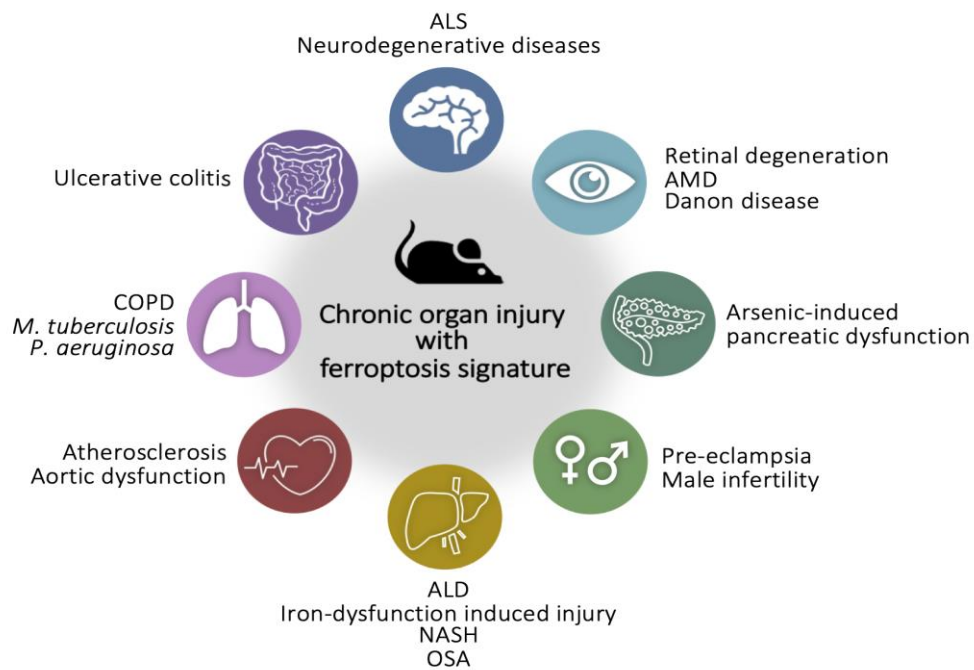 ALS
Neurodegenerative diseases
Ulcerative colitis
Retinal degeneration
AMD
Danon disease
Chronic organ injury
with
ferroptosis signature
COPD
M. tuberculosis
P. aeruginosa
Arsenic-induced
pancreatic dysfunction
Atherosclerosis
Aortic dysfunction
Pre-eclampsia
Male infertility
ALD
Iron-dysfunction induced injury
NASH
OSA